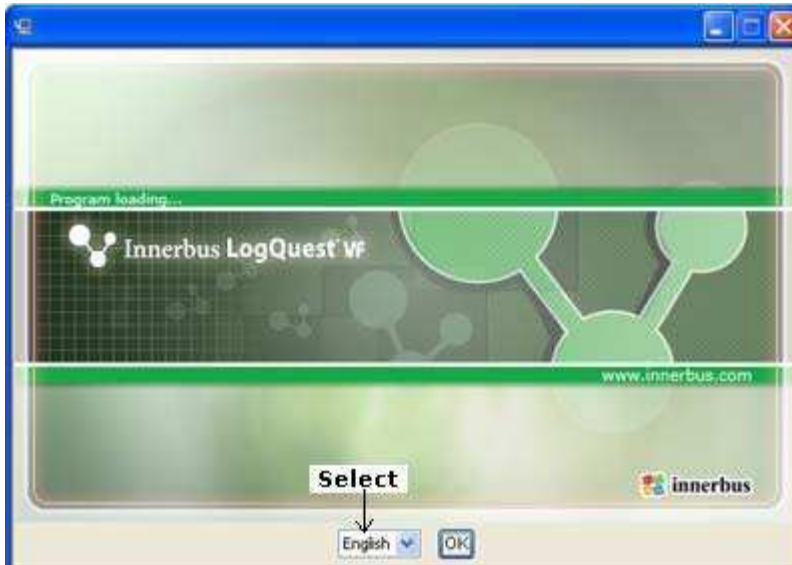 Program loading...
Innerbus LogQuest VF
www.innerbus.com
Select
innerbus
English
OK